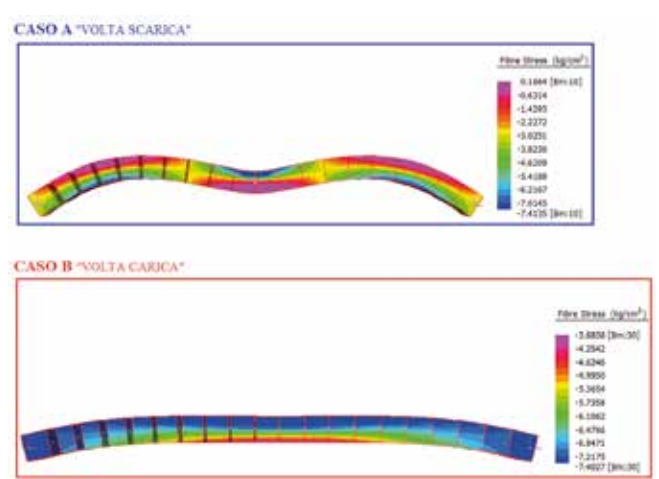 CASO A "VOLTA SCARICA"
Fibre Stress (kg/cm²)
0.1664 [Bm:10]
-0.6314
-1.4293
-2.2272
-3.0251
-3.8230
-4.6209
-5.4188
-6.2167
-7.0145
-7.4135 [Bm:10]
CASO B "VOLTA CARICA"
Fibre Stress (kg/cm²)
[Bm:30]
-4.2542
-4.6246
-4.9950
-5.3654
-5.7358
-6.1062
-6.4766
-6.8471
-7.2175
-7.4027 [Bm:30]